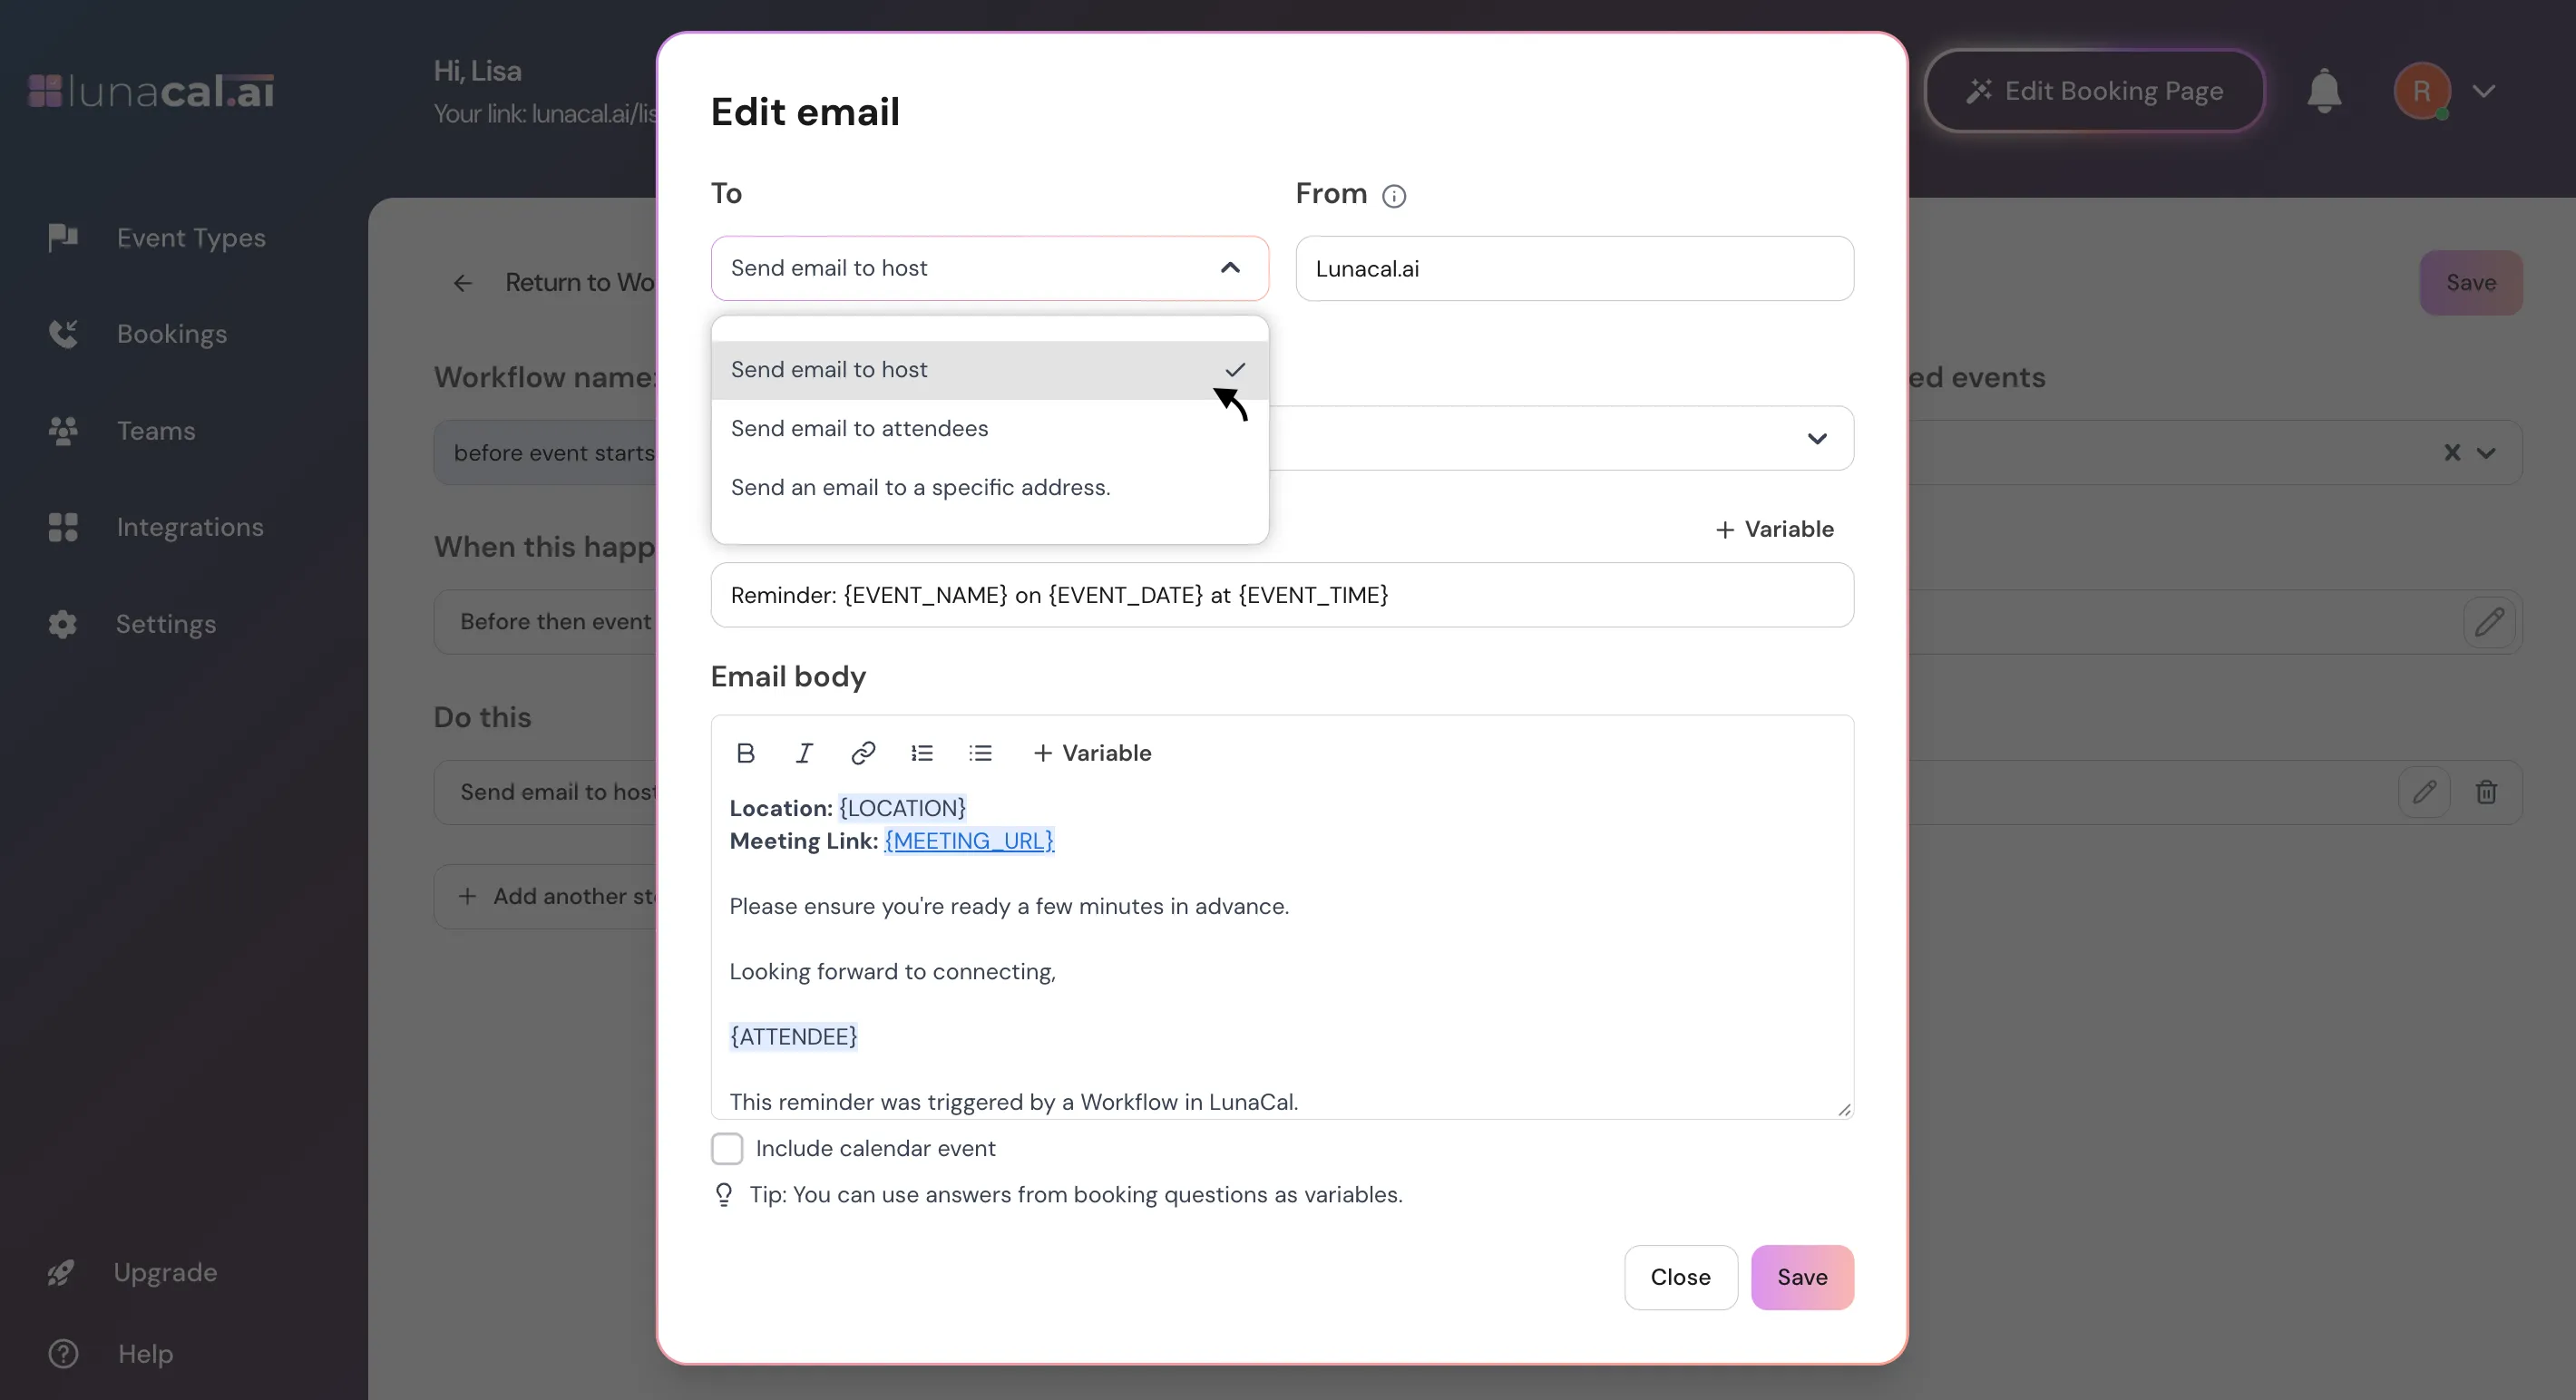 lunacal.ai
Hi, Lisa
Your link: lunacal.ai/lis
Edit Booking Page
R
Event Types
Bookings
Teams
Integrations
Settings
Upgrade
Help
Return to Wo
Save
Workflow name:
ed events
before event starts
When this happ
Before then event
Do this
Send email to host
Add another ste
Edit email
To
From
Send email to host
Lunacal.ai
Send email to host
Send email to attendees
Send an email to a specific address.
+ Variable
Reminder: {EVENT_NAME} on {EVENT_DATE} at {EVENT_TIME}
Email body
B I + Variable
Location: {LOCATION}
Meeting Link: {MEETING_URL}
Please ensure you're ready a few minutes in advance.
Looking forward to connecting,
{ATTENDEE}
This reminder was triggered by a Workflow in LunaCal.
Include calendar event
Tip: You can use answers from booking questions as variables.
Close
Save